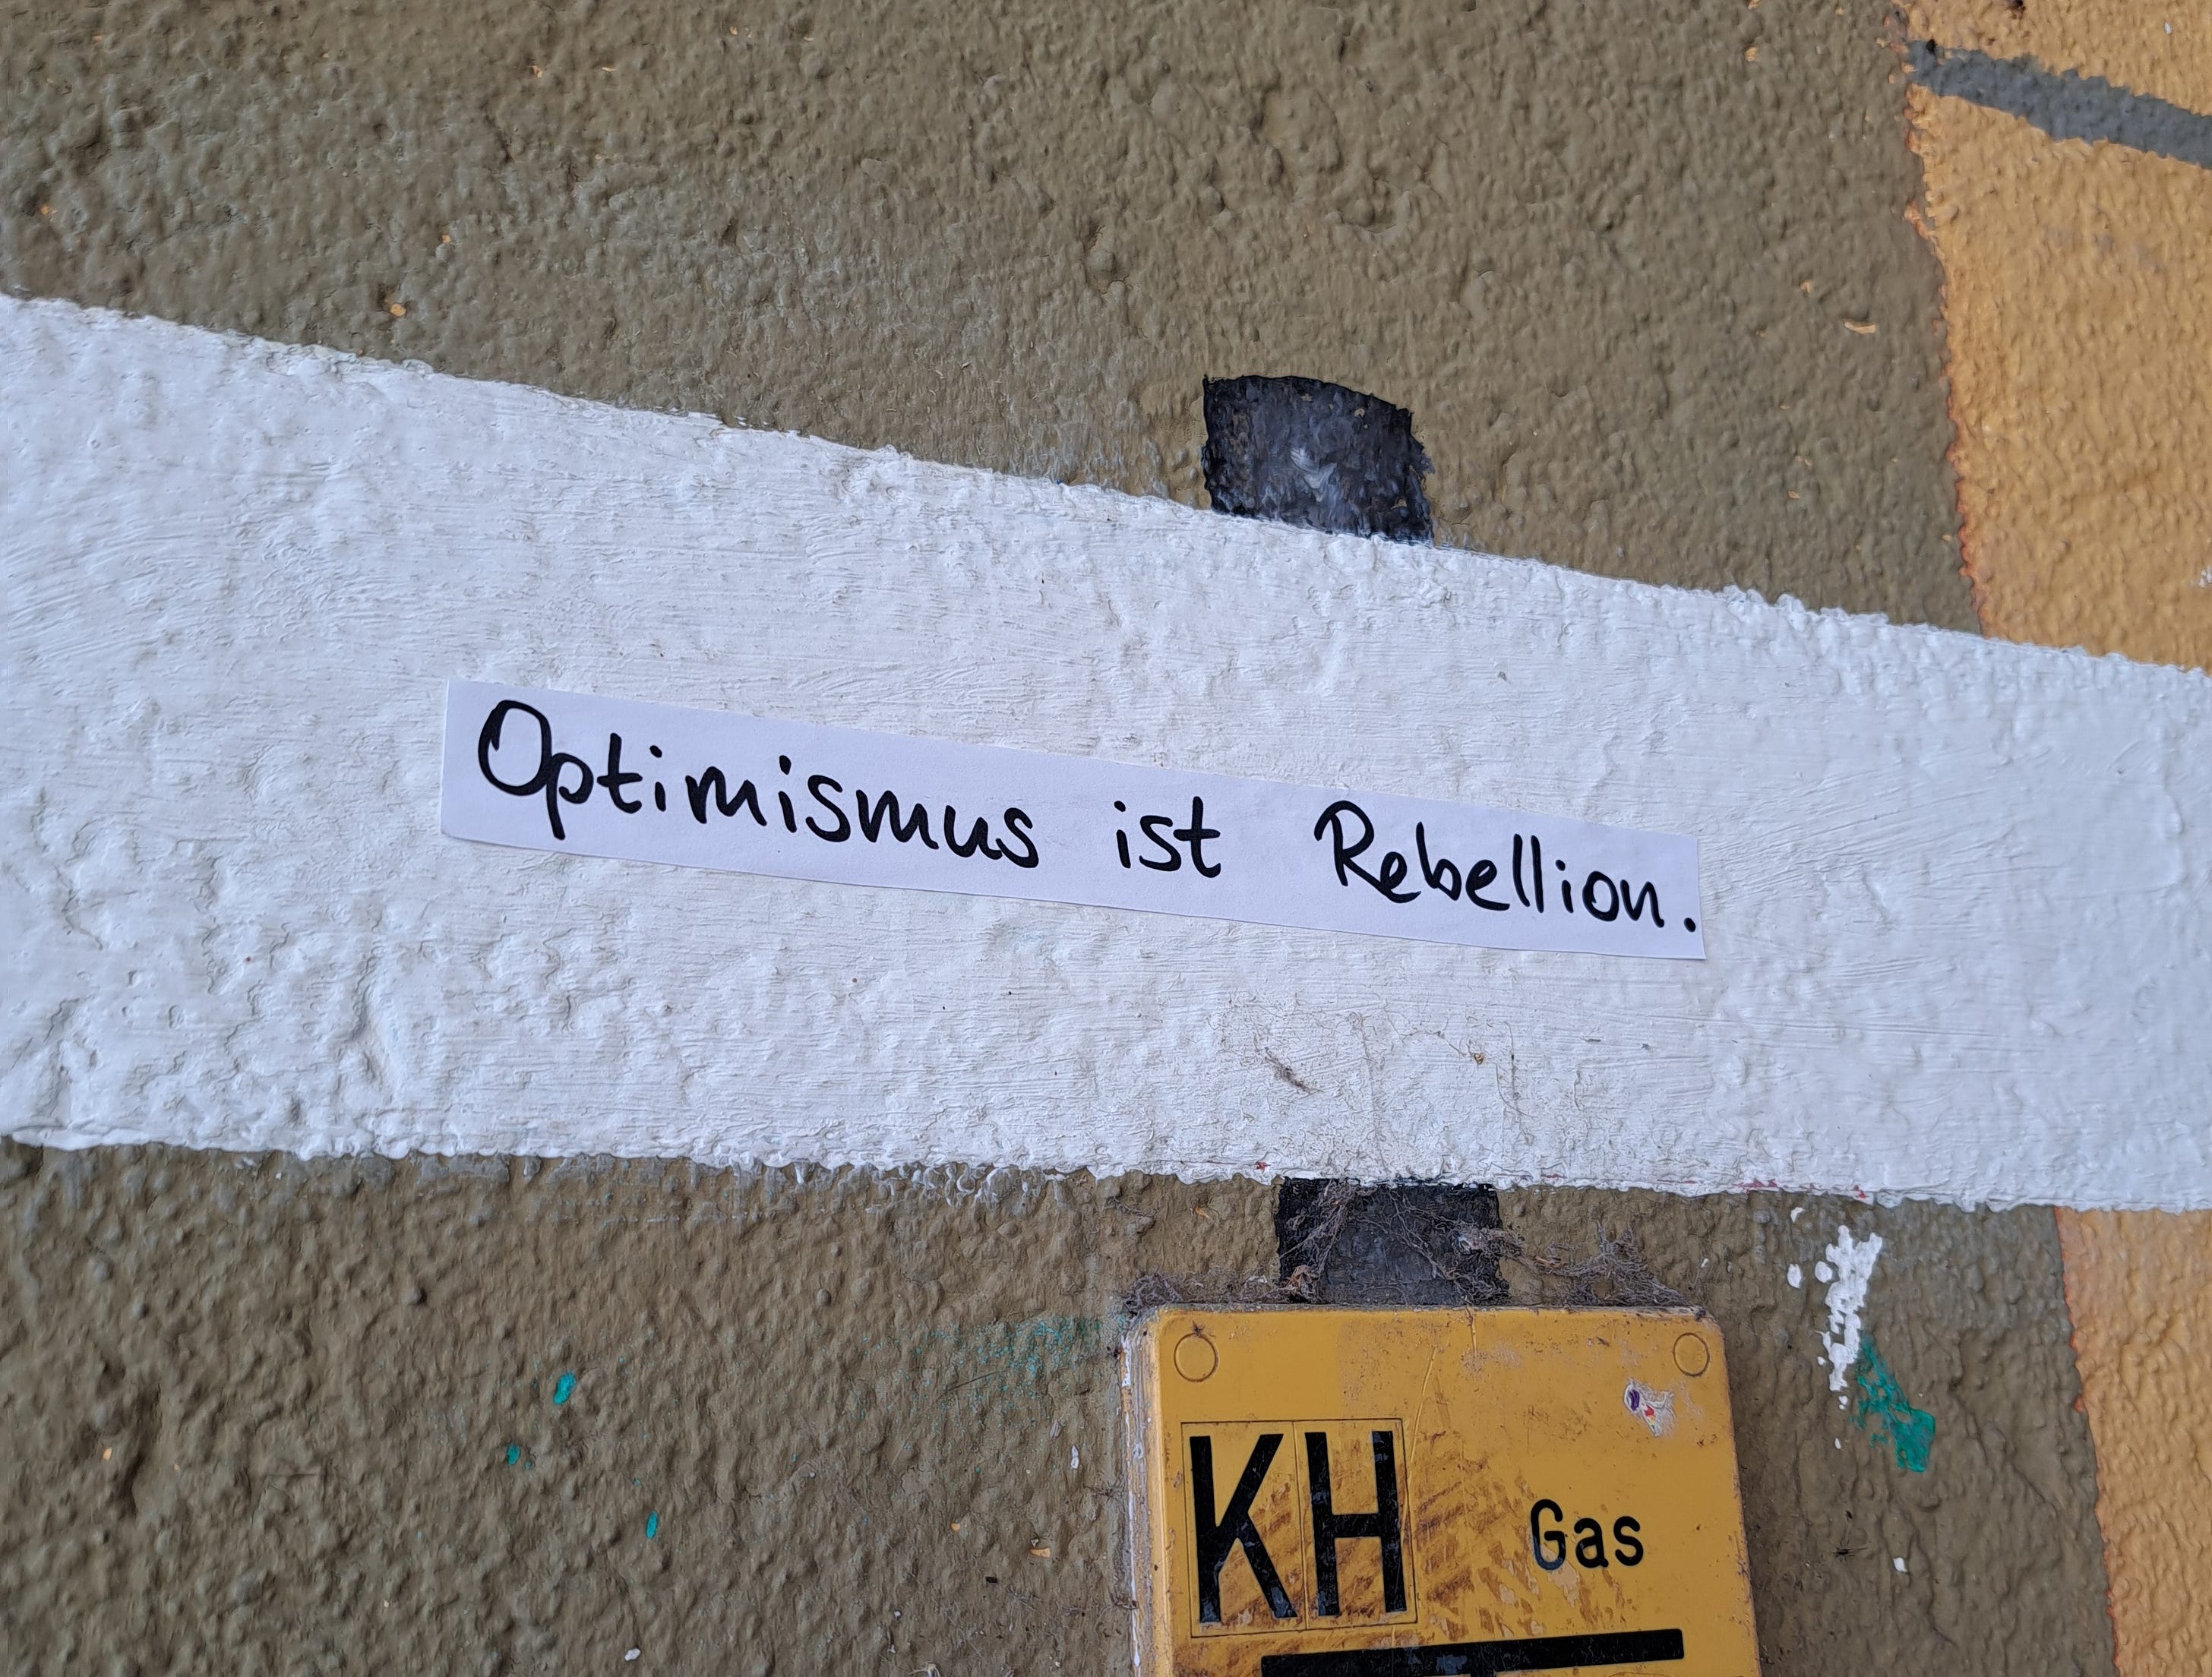 Optimismus ist Rebellion.
KH Gas